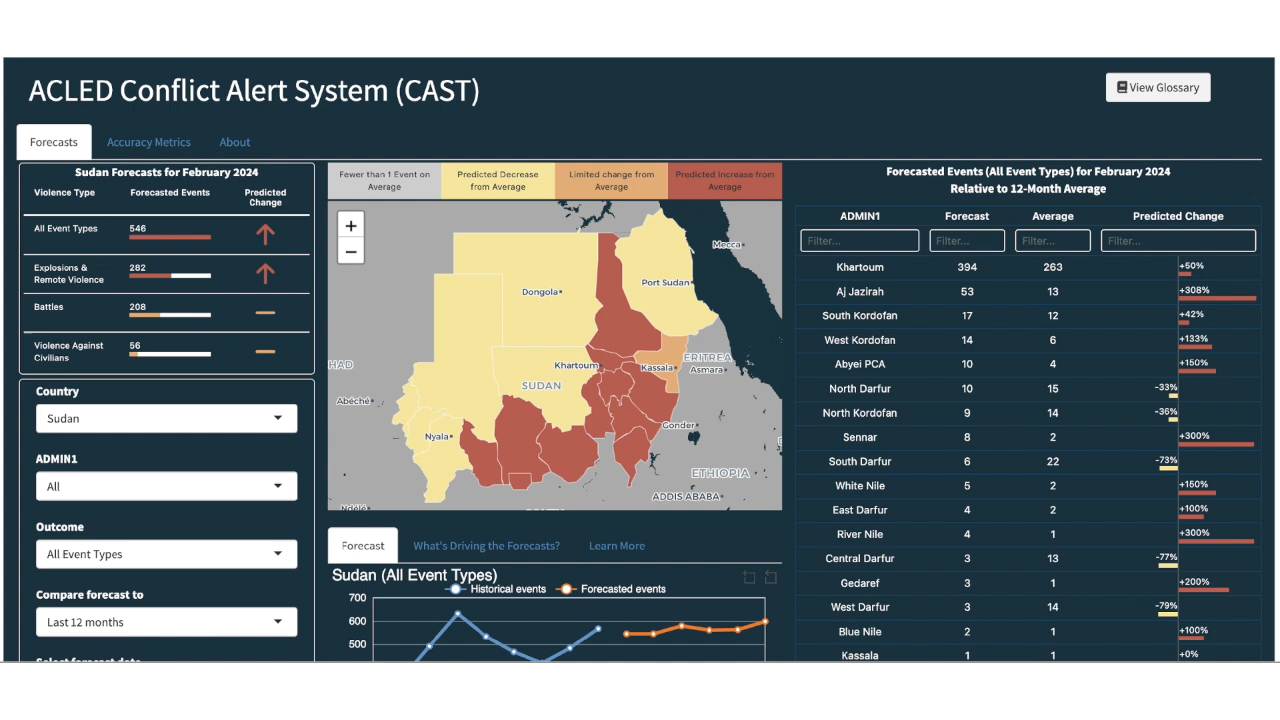 ACLED Conflict Alert System (CAST)
View Glossary
Forecasts
Accuracy Metrics
About
Sudan Forecasts for February 2024
Violence Type
Forecasted Events
Predicted
Change
All Event Types
546
Explosions &
Remote Violence
282
Battles
208
Violence Against
Civilians
56
Country
Sudan
ADMIN1
All
Outcome
All Event Types
Compare forecast to
Last 12 months
Fewer than 1 Event on
Average
Predicted Decrease
from Average
Limited change from
Average
Predicted Increase from
Average
+
−
Mecca
Dongola
Port Sudan
HAD
Khartoum
Kassala
ERITREA
Asmara
SUDAN
Abéché
Nyala
Gonder
ETHIOPIA
ADDIS ABABA
Forecast
What's Driving the Forecasts?
Learn More
Sudan (All Event Types)
Historical events
Forecasted events
700
600
500
Forecasted Events (All Event Types) for February 2024
Relative to 12-Month Average
ADMIN1 Forecast Average Predicted Change
Filter... Filter... Filter... Filter...
Khartoum 394 263 +50%
Aj Jazirah 53 13 +308%
South Kordofan 17 12 +42%
West Kordofan 14 6 +133%
Abyei PCA 10 4 +150%
North Darfur 10 15 -33%
North Kordofan 9 14 -36%
Sennar 8 2 +300%
South Darfur 6 22 -73%
White Nile 5 2 +150%
East Darfur 4 2 +100%
River Nile 4 1 +300%
Central Darfur 3 13 -77%
Gedaref 3 1 +200%
West Darfur 3 14 -79%
Blue Nile 2 1 +100%
Kassala 1 1 +0%